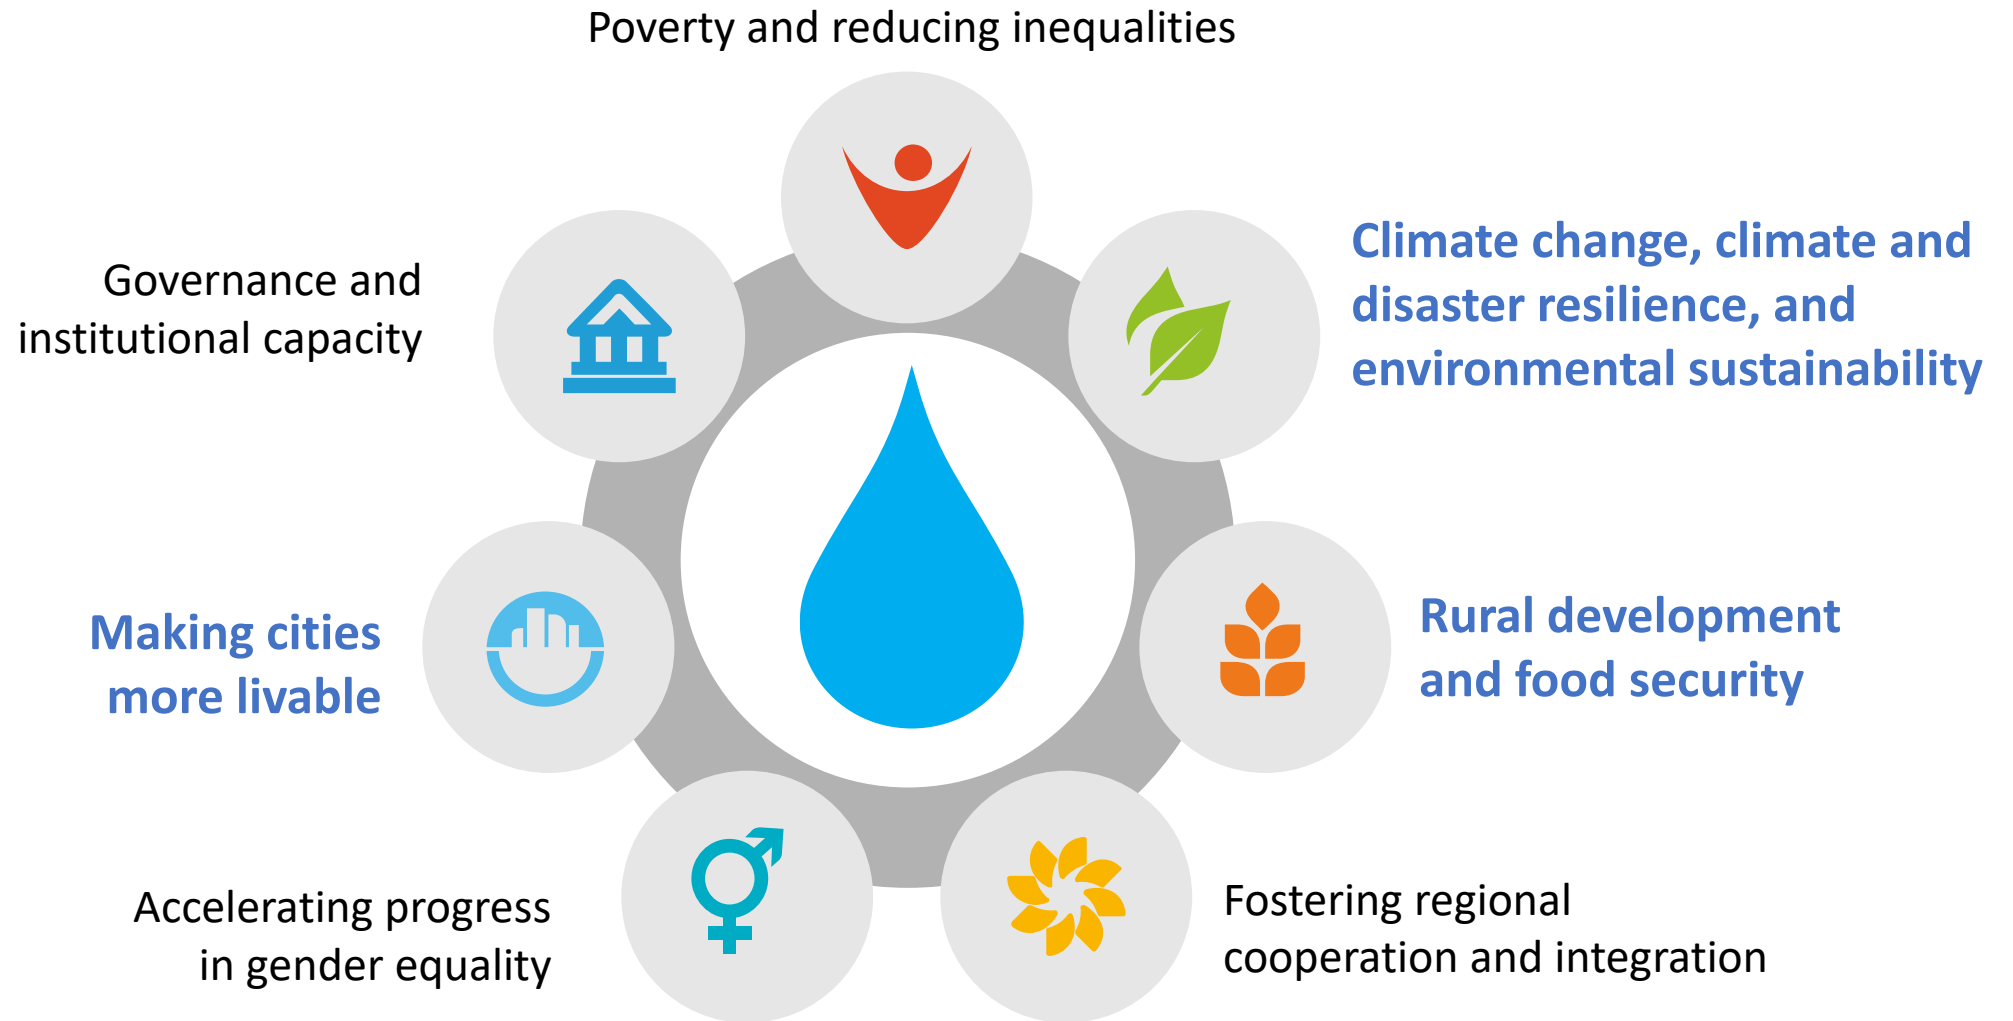 Poverty and reducing inequalities
Climate change, climate and
disaster resilience, and
environmental sustainability
Governance and
institutional capacity
Rural development
and food security
Making cities
more livable
Fostering regional
cooperation and integration
Accelerating progress
in gender equality